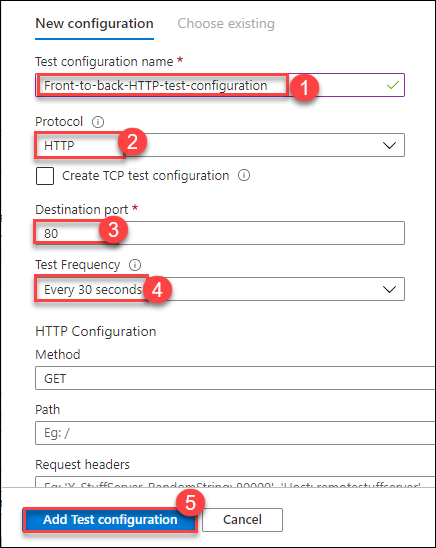 New configuration Choose existing
Test configuration name *
Front-to-back-HTTP-test-configuration
1
Protocol
HTTP
2
Create TCP test configuration
Destination port *
80
3
Test Frequency
Every 30 seconds
4
HTTP Configuration
Method
GET
Path
Eg: /
Request headers
Eg: 'X-StuffServer-RandomString: 80000', 'Host: remotestuffserver'
5
Add Test configuration Cancel